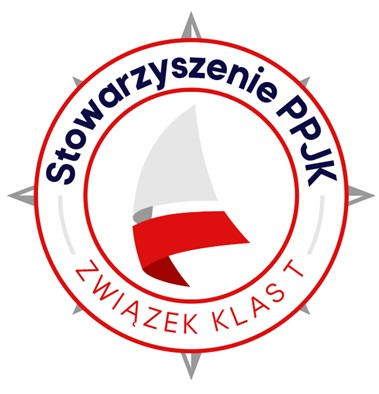 Stowarzyszenie PPJK
ZWIĄZEK KLAS T